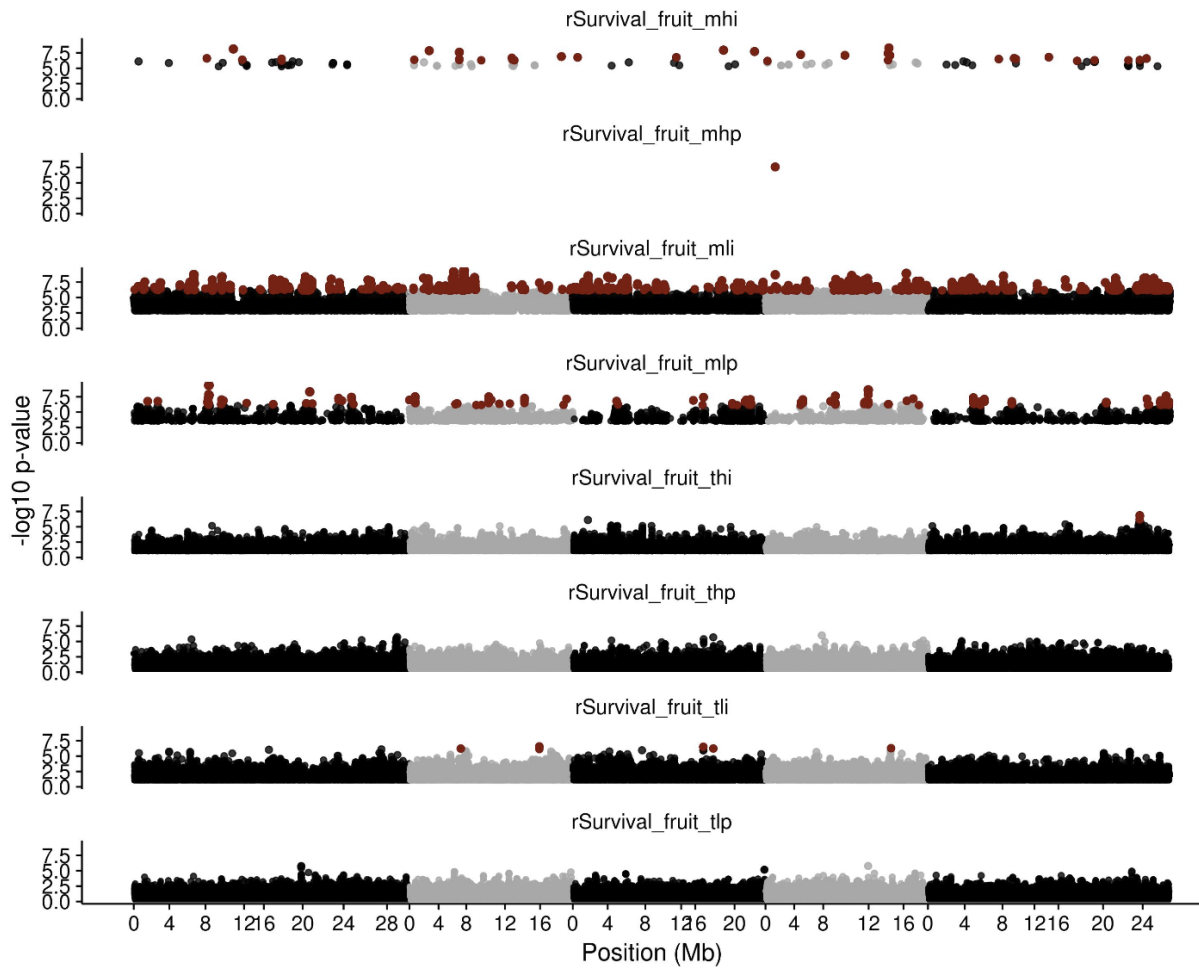 rSurvival_fruit_mhi
7.5
5.0
2.5
0.0
rSurvival_fruit_mhp
7.5
5.0
2.5
0.0
rSurvival_fruit_mli
7.5
5.0
2.5
0.0
rSurvival_fruit_mlp
7.5
5.0
2.5
0.0
-log10 p-value
rSurvival_fruit_thi
7.5
5.0
2.5
0.0
rSurvival_fruit_thp
7.5
5.0
2.5
0.0
rSurvival_fruit_tli
7.5
5.0
2.5
0.0
rSurvival_fruit_tlp
7.5
5.0
2.5
0.0
0 4 8 12 16 20 24 28 0 4 8 12 16 0 4 8 12 16 20 0 4 8 12 16 0 4 8 12 16 20 24
Position (Mb)